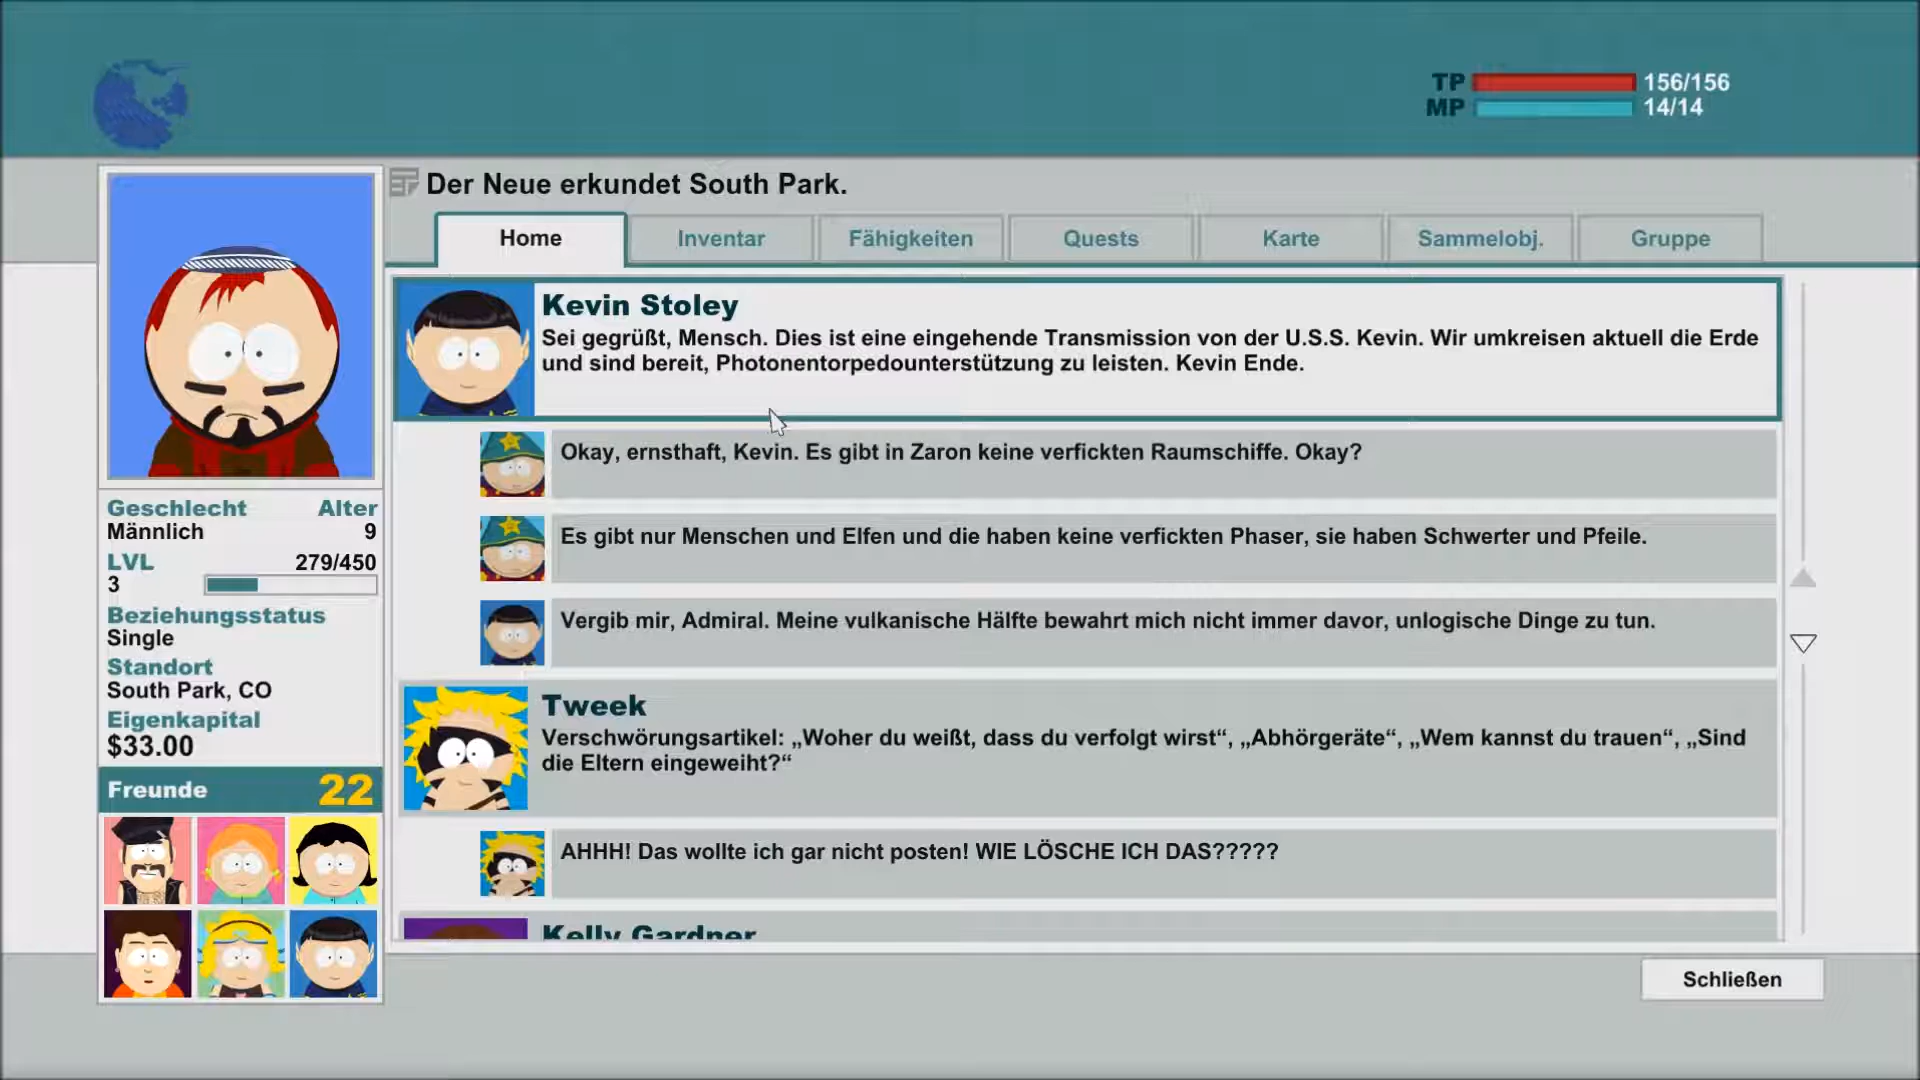 TP 156/156
MP 14/14
Der Neue erkundet South Park.
Home Inventar Fähigkeiten Quests Karte Sammelobj. Gruppe
Kevin Stoley
Sei gegrüßt, Mensch. Dies ist eine eingehende Transmission von der U.S.S. Kevin. Wir umkreisen aktuell die Erde
und sind bereit, Photonentorpedounterstützung zu leisten. Kevin Ende.
Okay, ernsthaft, Kevin. Es gibt in Zaron keine verfickten Raumschiffe. Okay?
Es gibt nur Menschen und Elfen und die haben keine verfickten Phaser, sie haben Schwerter und Pfeile.
Vergib mir, Admiral. Meine vulkanische Hälfte bewahrt mich nicht immer davor, unlogische Dinge zu tun.
Tweek
Verschwörungsartikel: „Woher du weißt, dass du verfolgt wirst“, „Abhörgeräte“, „Wem kannst du trauen“, „Sind
die Eltern eingeweiht?“
AHHH! Das wollte ich gar nicht posten! WIE LÖSCHE ICH DAS?????
Kelly Gardner
Geschlecht Alter
Männlich 9
LVL 279/450
3
Beziehungsstatus
Single
Standort
South Park, CO
Eigenkapital
$33.00
Freunde 22
Schließen